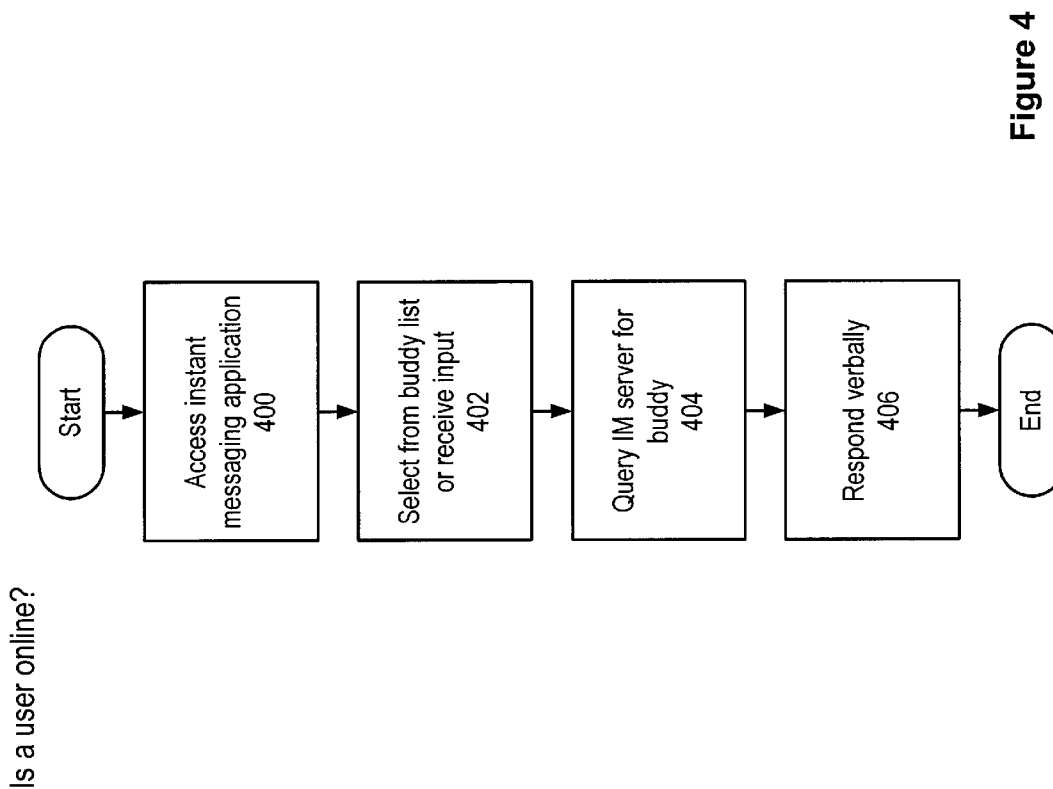 Is a user online?
Start
Access instant
messaging application
400
Select from buddy list
or receive input
402
Query IM server for
buddy
404
Respond verbally
406
End
Figure 4